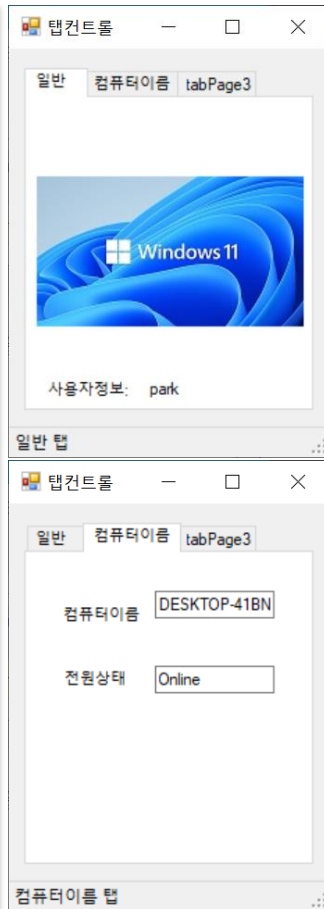 탭컨트롤
일반 컴퓨터이름 tabPage3
Windows 11
사용자정보: park
일반 탭
탭컨트롤
일반 컴퓨터이름 tabPage3
컴퓨터이름 DESKTOP-41BN
전원상태 Online
컴퓨터이름 탭